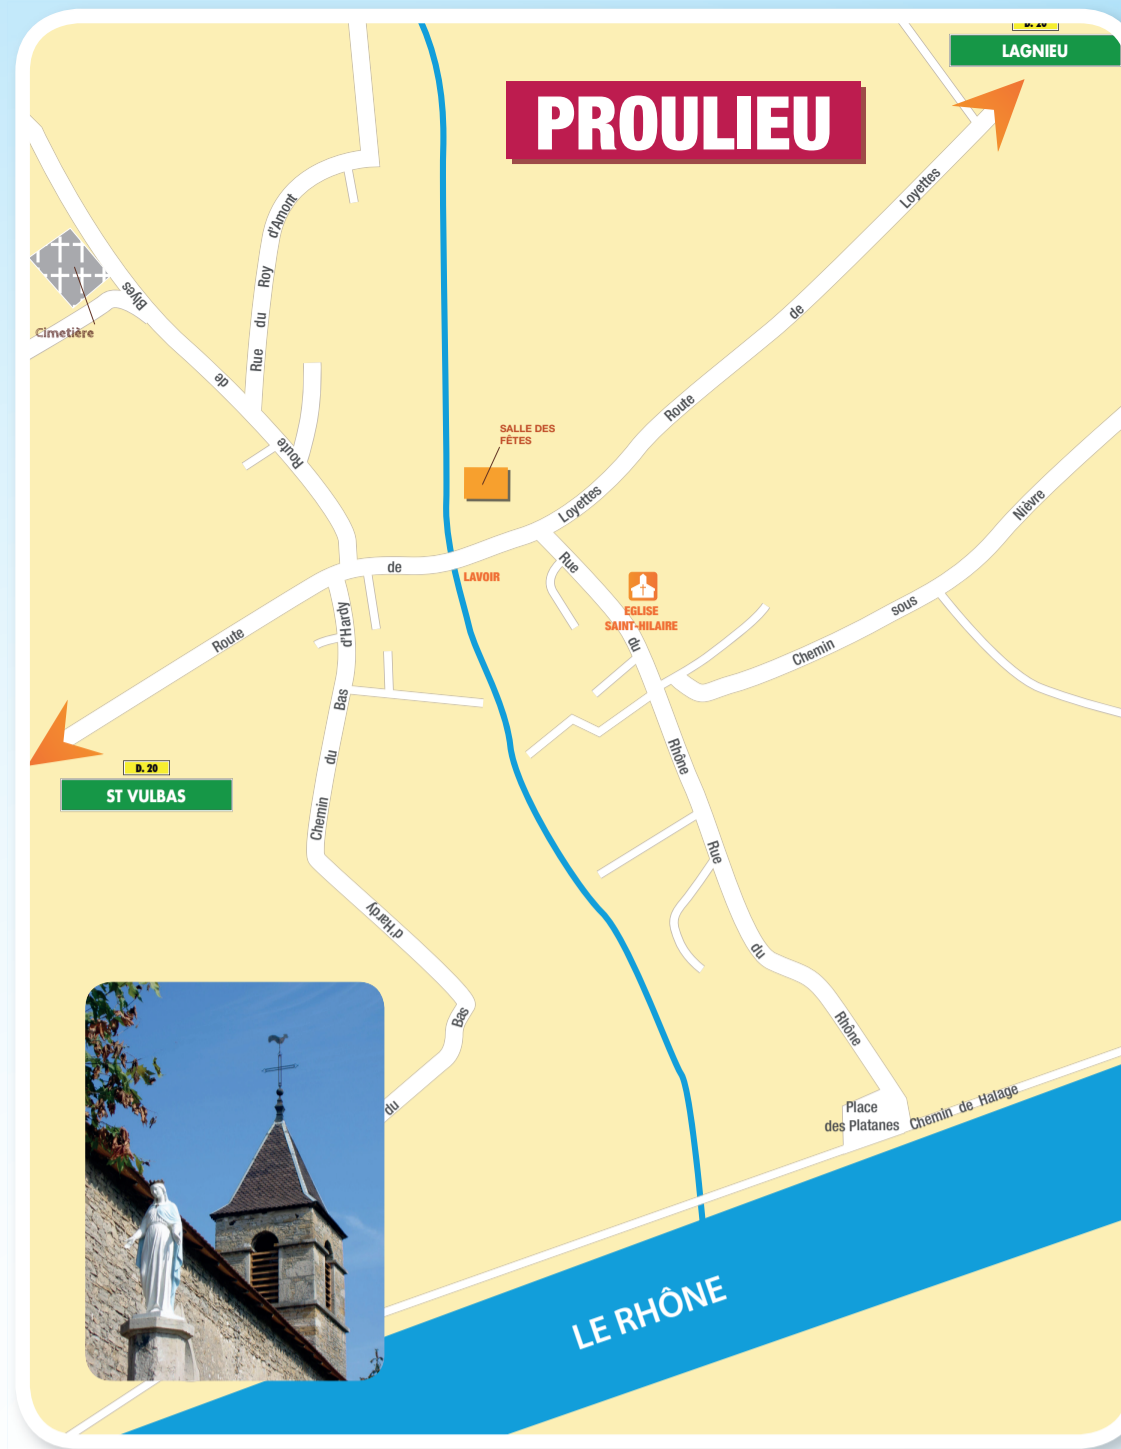 D. 20
LAGNIEU
PROULIEU
Loyettes
de
Route
Loyettes
de
Route
Rue du Roy d'Amont
Cimetière
Route de Blyes
SALLE DES
FÊTES
LAVOIR
EGLISE
SAINT-HILAIRE
Rue du Rhône
Rue du Rhône
Chemin sous Nièvre
Chemin du Bas d'Hardy
du Bas d'Hardy
D. 20
ST VULBAS
Place
des Platanes
Chemin de Halage
LE RHÔNE